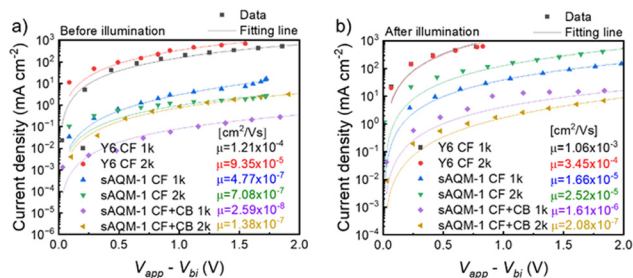 a)
Before illumination
Data
Fitting line
Current density (mA cm⁻²)
10³
10²
10¹
10⁰
10⁻¹
10⁻²
10⁻³
10⁻⁴
10⁻⁵
10⁻⁶
[cm²/Vs]
Y6 CF 1k μ=1.21x10⁻⁴
Y6 CF 2k μ=9.35x10⁻⁵
sAQM-1 CF 1k μ=4.77x10⁻⁷
sAQM-1 CF 2k μ=7.08x10⁻⁷
sAQM-1 CF+CB 1k μ=2.59x10⁻⁸
sAQM-1 CF+CB 2k μ=1.38x10⁻⁷
0.0 0.5 1.0 1.5 2.0
V_app - V_bi (V)
b)
After illumination
Data
Fitting line
Current density (mA cm⁻²)
10³
10²
10¹
10⁰
10⁻¹
10⁻²
10⁻³
10⁻⁴
[cm²/Vs]
Y6 CF 1k μ=1.06x10⁻³
Y6 CF 2k μ=3.45x10⁻⁴
sAQM-1 CF 1k μ=1.66x10⁻⁵
sAQM-1 CF 2k μ=2.52x10⁻⁵
sAQM-1 CF+CB 1k μ=1.61x10⁻⁶
sAQM-1 CF+CB 2k μ=2.08x10⁻⁷
0.0 0.5 1.0 1.5 2.0
V_app - V_bi (V)